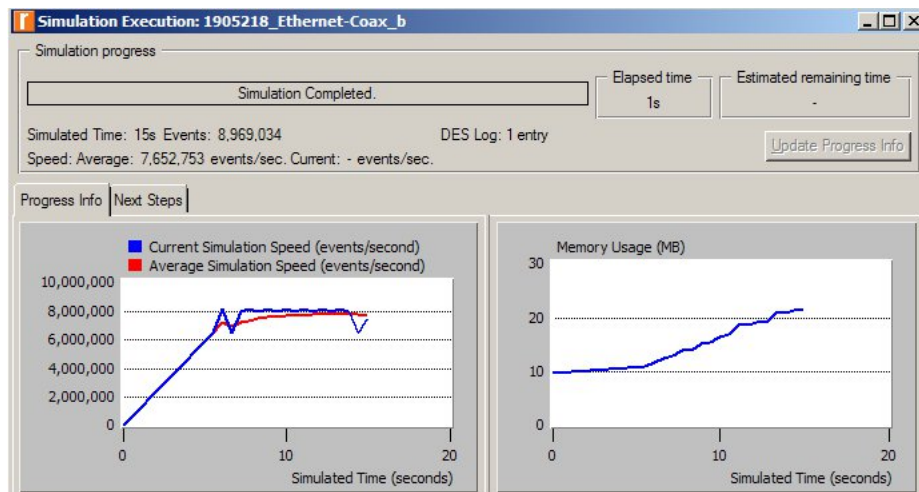 Simulation Execution: 1905218_Ethernet-Coax_b
Simulation progress
Simulation Completed.
Elapsed time
1s
Estimated remaining time
-
Simulated Time: 15s Events: 8,969,034 DES Log: 1 entry
Speed: Average: 7,652,753 events/sec. Current: - events/sec.
Update Progress Info
Progress Info Next Steps
Current Simulation Speed (events/second)
Average Simulation Speed (events/second)
10,000,000
8,000,000
6,000,000
4,000,000
2,000,000
0
0 10 20
Simulated Time (seconds)
Memory Usage (MB)
30
20
10
0
0 10 20
Simulated Time (seconds)